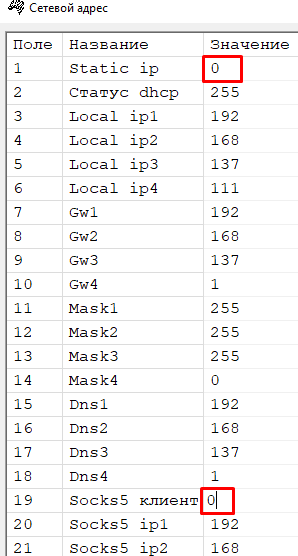 Сетевой адрес
Поле Название Значение
1 Static ip 0
2 Статус dhcp 255
3 Local ip1 192
4 Local ip2 168
5 Local ip3 137
6 Local ip4 111
7 Gw1 192
8 Gw2 168
9 Gw3 137
10 Gw4 1
11 Mask1 255
12 Mask2 255
13 Mask3 255
14 Mask4 0
15 Dns1 192
16 Dns2 168
17 Dns3 137
18 Dns4 1
19 Socks5 клиент 0
20 Socks5 ip1 192
21 Socks5 ip2 168